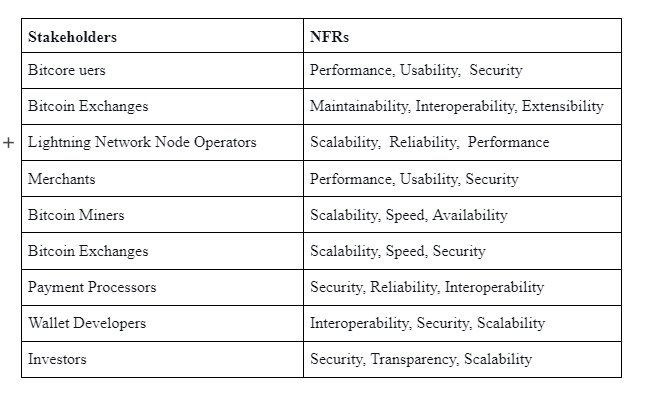 Stakeholders NFRs
Bitcore uers Performance, Usability, Security
Bitcoin Exchanges Maintainability, Interoperability, Extensibility
Lightning Network Node Operators Scalability, Reliability, Performance
Merchants Performance, Usability, Security
Bitcoin Miners Scalability, Speed, Availability
Bitcoin Exchanges Scalability, Speed, Security
Payment Processors Security, Reliability, Interoperability
Wallet Developers Interoperability, Security, Scalability
Investors Security, Transparency, Scalability